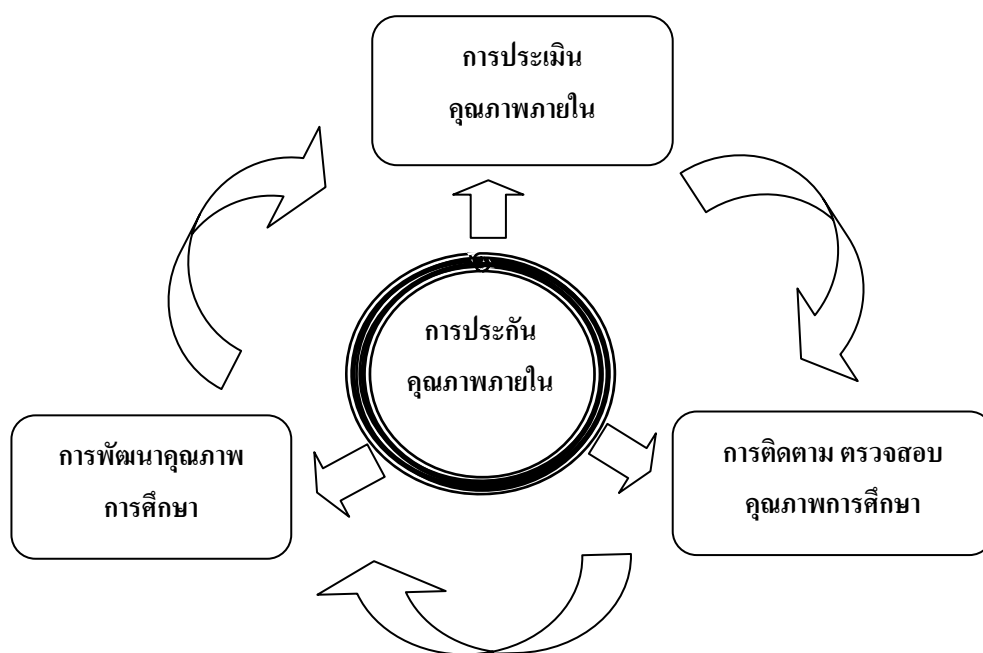 การประเมิน
คุณภาพภายใน
การประกัน
คุณภาพภายใน
การพัฒนาคุณภาพ
การศึกษา
การติดตาม ตรวจสอบ
คุณภาพการศึกษา